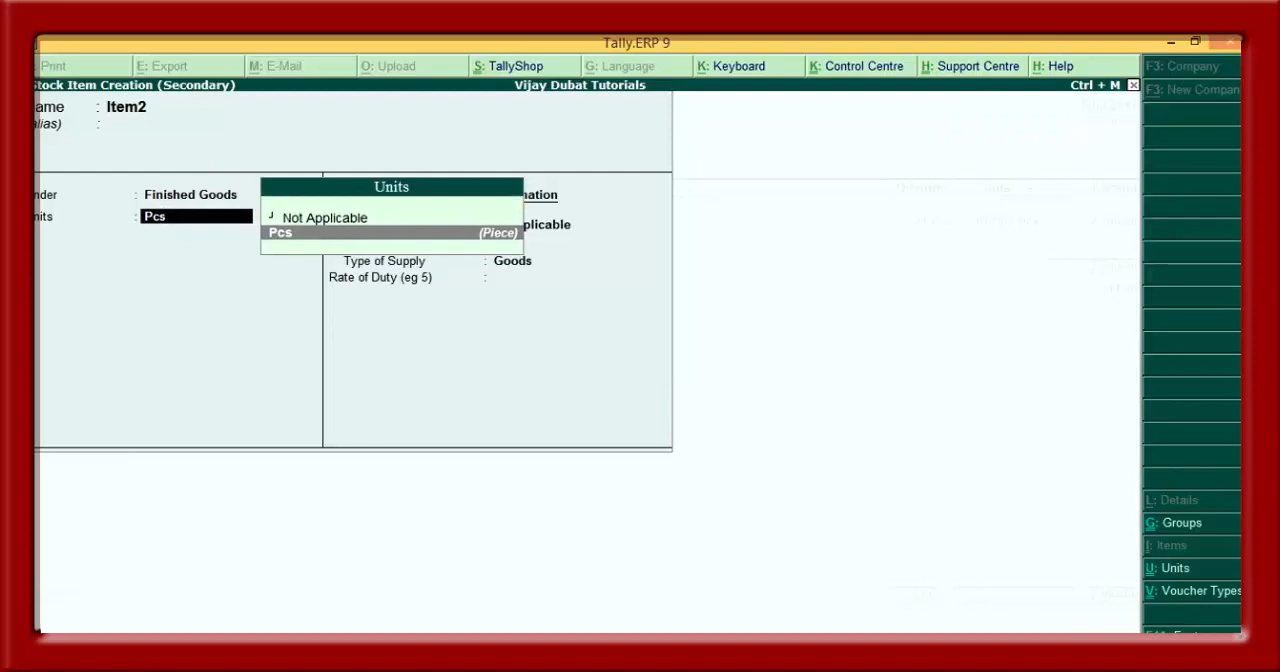 Tally.ERP 9
Print E: Export M: E-Mail O: Upload S: TallyShop G: Language K: Keyboard K: Control Centre H: Support Centre H: Help F3: Company
Stock Item Creation (Secondary) Vijay Dubat Tutorials Ctrl + M F3: New Compan
ame : Item2
alias) :
nder : Finished Goods
nits : Pcs
Units
Not Applicable
Pcs (Piece)
nation
plicable
Type of Supply : Goods
Rate of Duty (eg 5) :
L: Details
G: Groups
I: Items
U: Units
V: Voucher Types